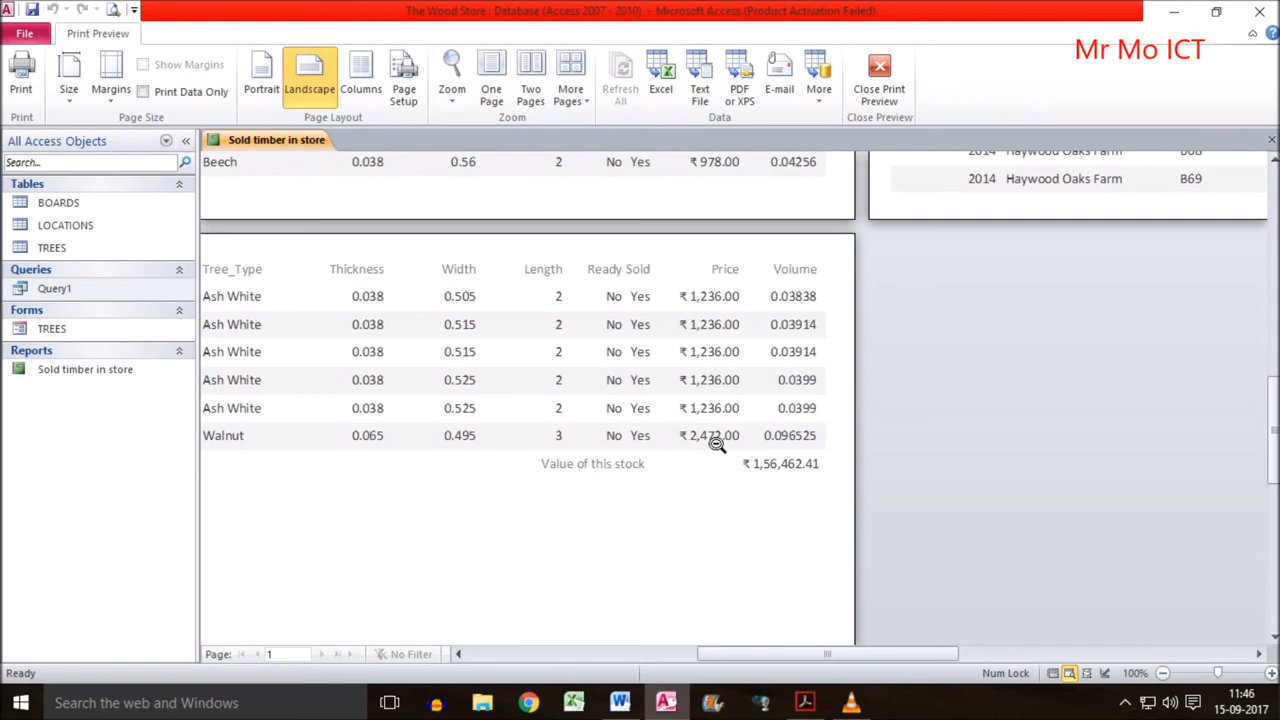 The Wood Store : Database (Access 2007 - 2010) - Microsoft Access (Product Activation Failed)
File Print Preview
Mr Mo ICT
Print Size Margins Show Margins Print Data Only Portrait Landscape Columns Page Setup Zoom One Page Two Pages More Pages Refresh All Excel Text File PDF or XPS E-mail More Close Print Preview
Print Page Size Page Layout Zoom Data Close Preview
All Access Objects
Search...
Tables
BOARDS
LOCATIONS
TREES
Queries
Query1
Forms
TREES
Reports
Sold timber in store
Sold timber in store
Beech 0.038 0.56 2 No Yes ₹ 978.00 0.04256
2014 Haywood Oaks Farm B68
2014 Haywood Oaks Farm B69
Tree_Type Thickness Width Length Ready Sold Price Volume
Ash White 0.038 0.505 2 No Yes ₹ 1,236.00 0.03838
Ash White 0.038 0.515 2 No Yes ₹ 1,236.00 0.03914
Ash White 0.038 0.515 2 No Yes ₹ 1,236.00 0.03914
Ash White 0.038 0.525 2 No Yes ₹ 1,236.00 0.0399
Ash White 0.038 0.525 2 No Yes ₹ 1,236.00 0.0399
Walnut 0.065 0.495 3 No Yes ₹ 2,472.00 0.096525
Value of this stock ₹ 1,56,462.41
Page: 1 No Filter
Ready Num Lock 100%
Search the web and Windows
11:46
15-09-2017